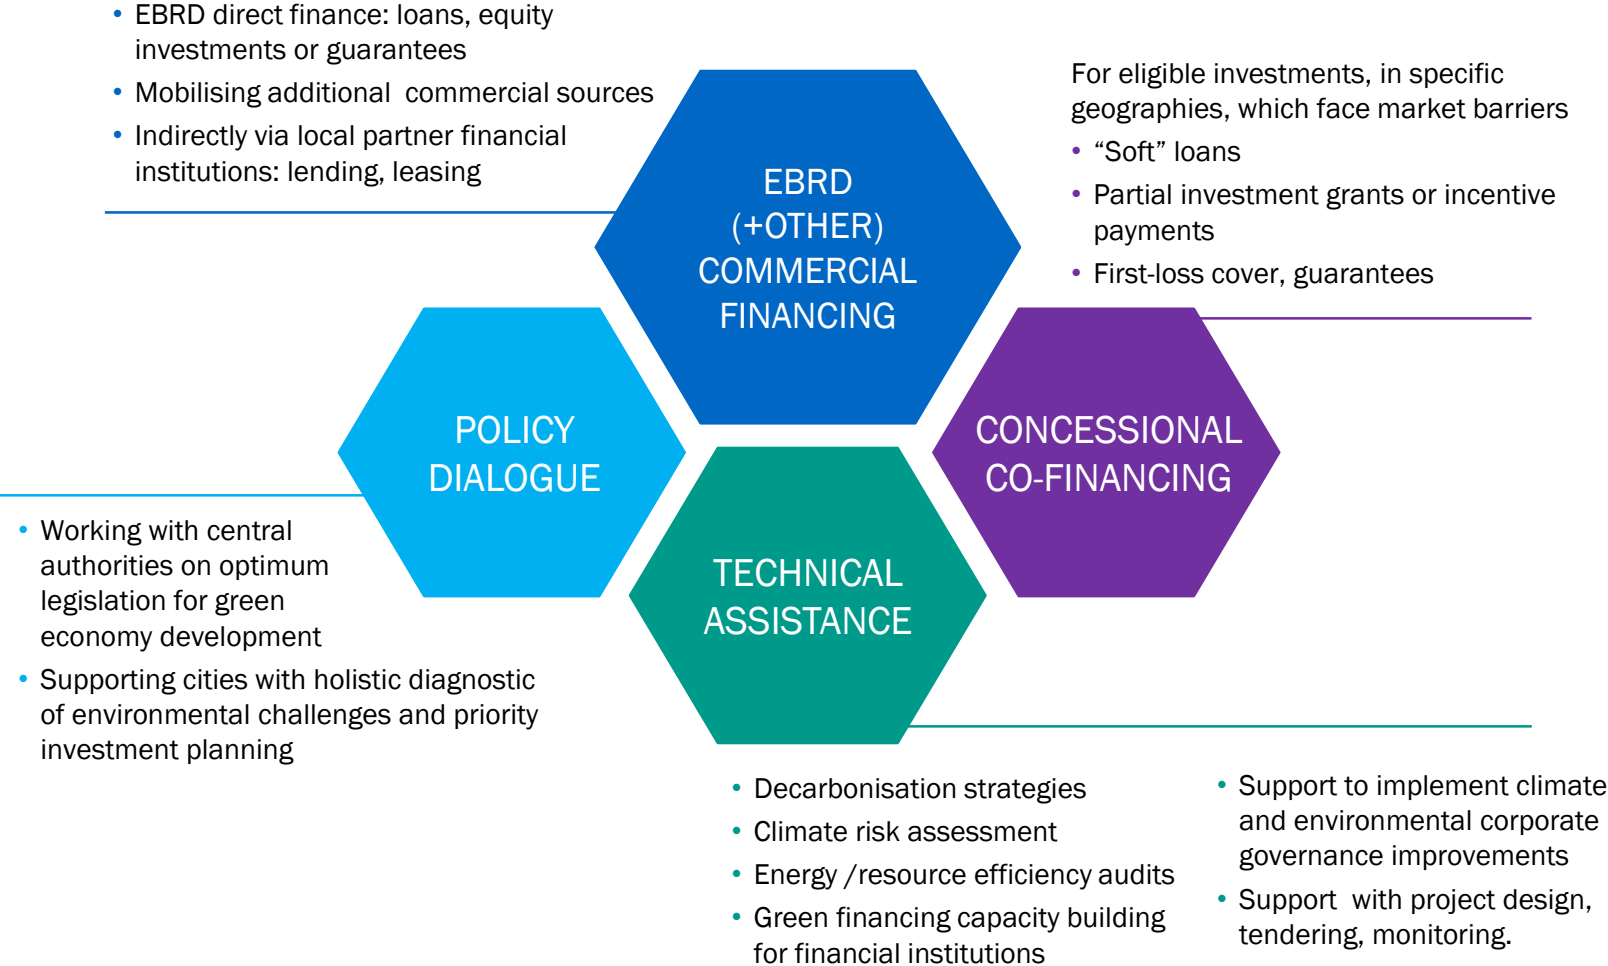 • EBRD direct finance: loans, equity
investments or guarantees
• Mobilising additional commercial sources
• Indirectly via local partner financial
institutions: lending, leasing
EBRD
(+OTHER)
COMMERCIAL
FINANCING
For eligible investments, in specific
geographies, which face market barriers
• “Soft” loans
• Partial investment grants or incentive
payments
• First-loss cover, guarantees
POLICY
DIALOGUE
CONCESSIONAL
CO-FINANCING
• Working with central
authorities on optimum
legislation for green
economy development
• Supporting cities with holistic diagnostic
of environmental challenges and priority
investment planning
TECHNICAL
ASSISTANCE
• Decarbonisation strategies
• Climate risk assessment
• Energy /resource efficiency audits
• Green financing capacity building
for financial institutions
• Support to implement climate
and environmental corporate
governance improvements
• Support with project design,
tendering, monitoring.